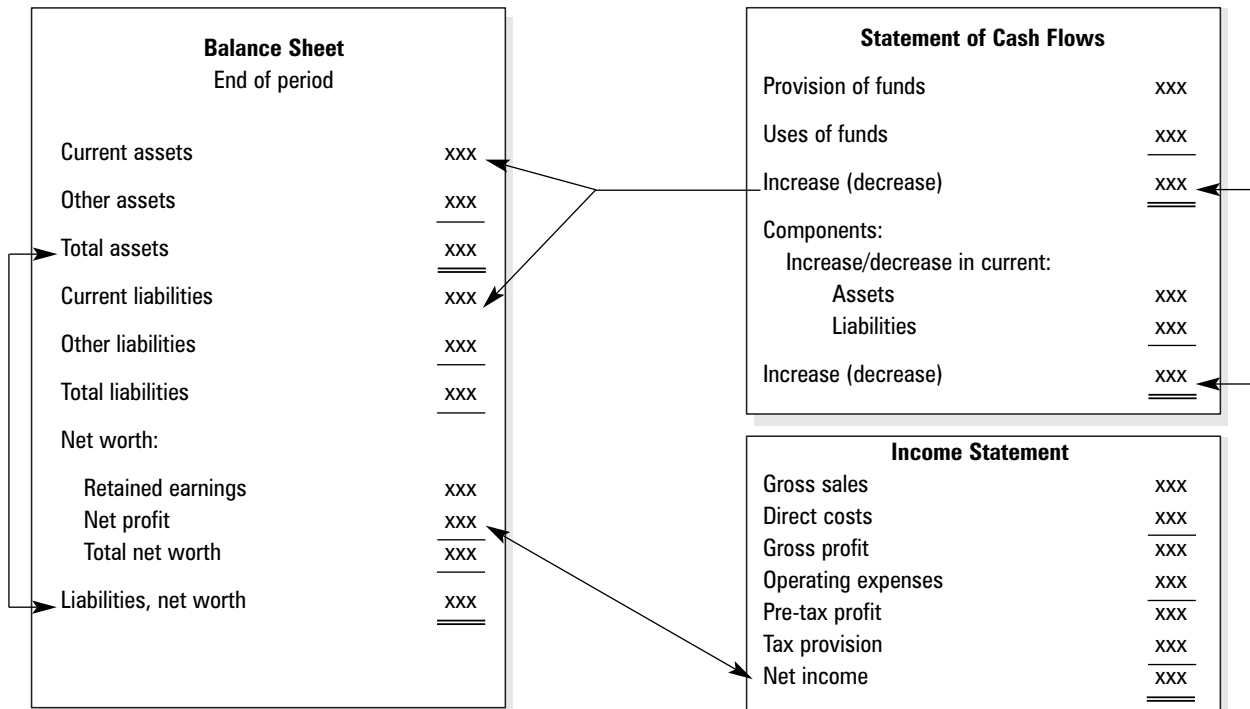 Balance Sheet
End of period
Current assets xxx
Other assets xxx
Total assets xxx
Current liabilities xxx
Other liabilities xxx
Total liabilities xxx
Net worth:
Retained earnings xxx
Net profit xxx
Total net worth xxx
Liabilities, net worth xxx
Statement of Cash Flows
Provision of funds xxx
Uses of funds xxx
Increase (decrease) xxx
Components:
Increase/decrease in current:
Assets xxx
Liabilities xxx
Increase (decrease) xxx
Income Statement
Gross sales xxx
Direct costs xxx
Gross profit xxx
Operating expenses xxx
Pre-tax profit xxx
Tax provision xxx
Net income xxx